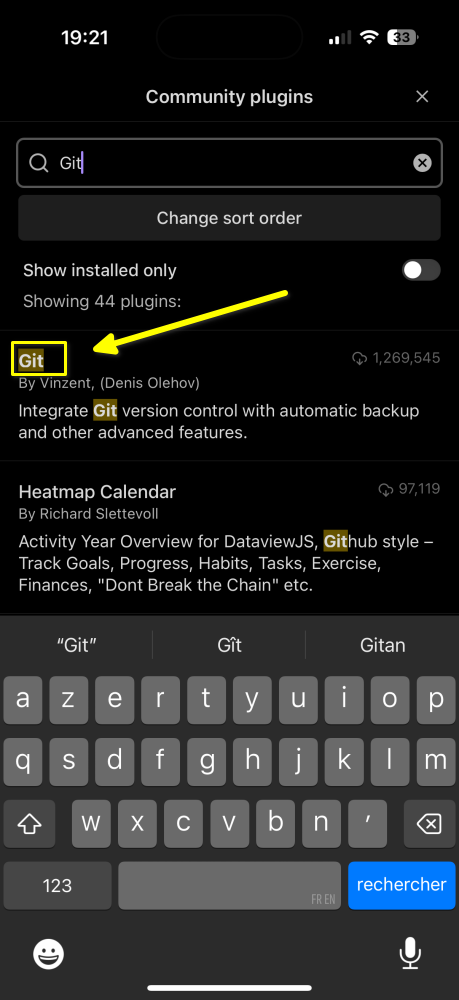 19:21
33
Community plugins
Git
Change sort order
Show installed only
Showing 44 plugins:
Git
1,269,545
By Vinzent, (Denis Olehov)
Integrate Git version control with automatic backup
and other advanced features.
Heatmap Calendar
97,119
By Richard Slettevoll
Activity Year Overview for DataviewJS, Github style –
Track Goals, Progress, Habits, Tasks, Exercise,
Finances, "Dont Break the Chain" etc.
“Git” Gît Gitan
a z e r t y u i o p
q s d f g h j k l m
w x c v b n ’
123 FR EN rechercher